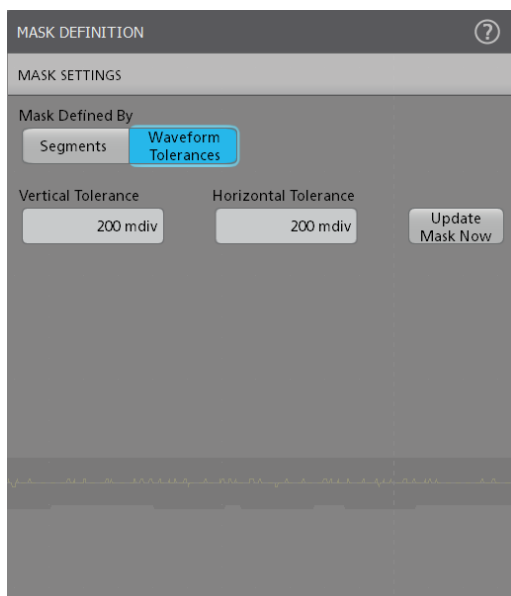 MASK DEFINITION ?
MASK SETTINGS
Mask Defined By
Segments
Waveform
Tolerances
Vertical Tolerance Horizontal Tolerance
200 mdiv 200 mdiv
Update
Mask Now